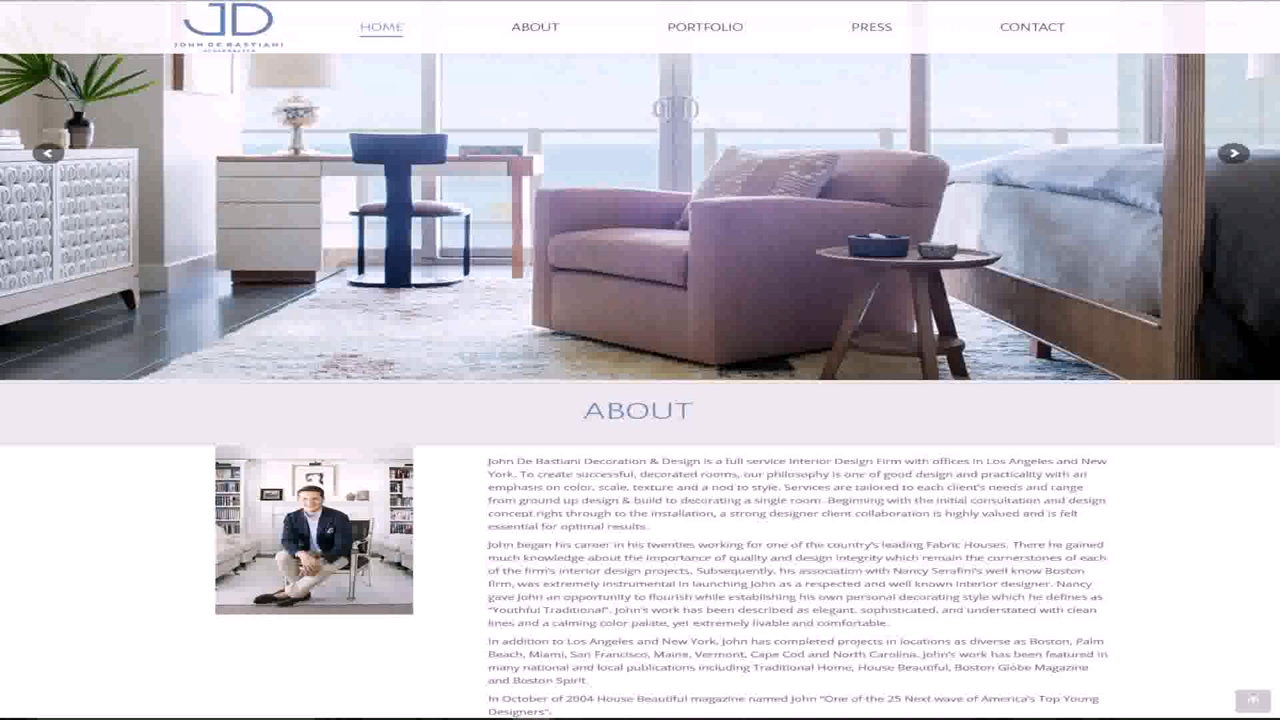 JD
JOHN DE BASTIANI
HOME
ABOUT
PORTFOLIO
PRESS
CONTACT
ABOUT
John De Bastiani Decoration & Design is a full service Interior Design Firm with offices in Los Angeles and New
York. To create successful, decorated rooms, our philosophy is one of good design and practicality with an
emphasis on color, scale, texture and a nod to style. Services are tailored to each client's needs and range
from ground up design & build to decorating a single room. Beginning with the initial consultation and design
concept right through to the installation, a strong designer client collaboration is highly valued and is felt
essential for optimal results.
John began his career in his twenties working for one of the country's leading Fabric Houses. There he gained
much knowledge about the importance of quality and design integrity which remain the cornerstones of each
of the firm's interior design projects. Subsequently, his association with Nancy Serafini's well know Boston
firm, was extremely instrumental in launching John as a respected and well known interior designer. Nancy
gave John an opportunity to flourish while establishing his own personal decorating style which he defines as
"Youthful Traditional". John's work has been described as elegant, sophisticated, and understated with clean
lines and a calming color palate, yet extremely livable and comfortable.
In addition to Los Angeles and New York, John has completed projects in locations as diverse as Boston, Palm
Beach, Miami, San Francisco, Maine, Vermont, Cape Cod and North Carolina. John's work has been featured in
many national and local publications including Traditional Home, House Beautiful, Boston Globe Magazine
and Boston Spirit.
In October of 2004 House Beautiful magazine named John "One of the 25 Next wave of America's Top Young
Designers".